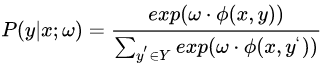 P(y|x; ω) = exp(ω · ϕ(x, y)) / ∑_{y' ∈ Y} exp(ω · ϕ(x, y‘))